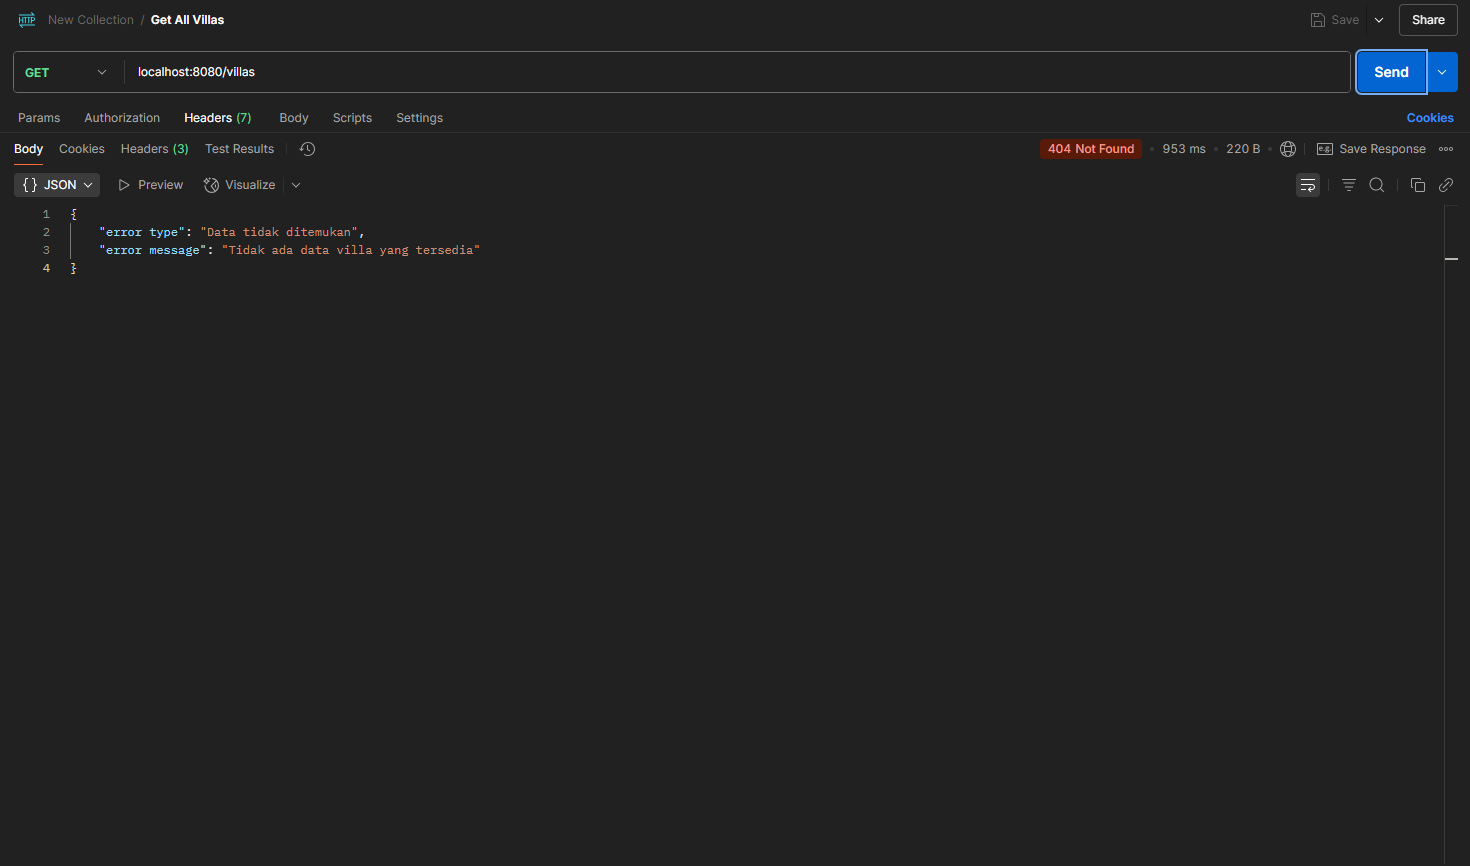 HTTP New Collection / Get All Villas Save Share
GET localhost:8080/villas Send
Params Authorization Headers (7) Body Scripts Settings Cookies
Body Cookies Headers (3) Test Results 404 Not Found • 953 ms • 220 B • e.g. Save Response
{} JSON Preview Visualize
1 {
2 "error type": "Data tidak ditemukan",
3 "error message": "Tidak ada data villa yang tersedia"
4 }